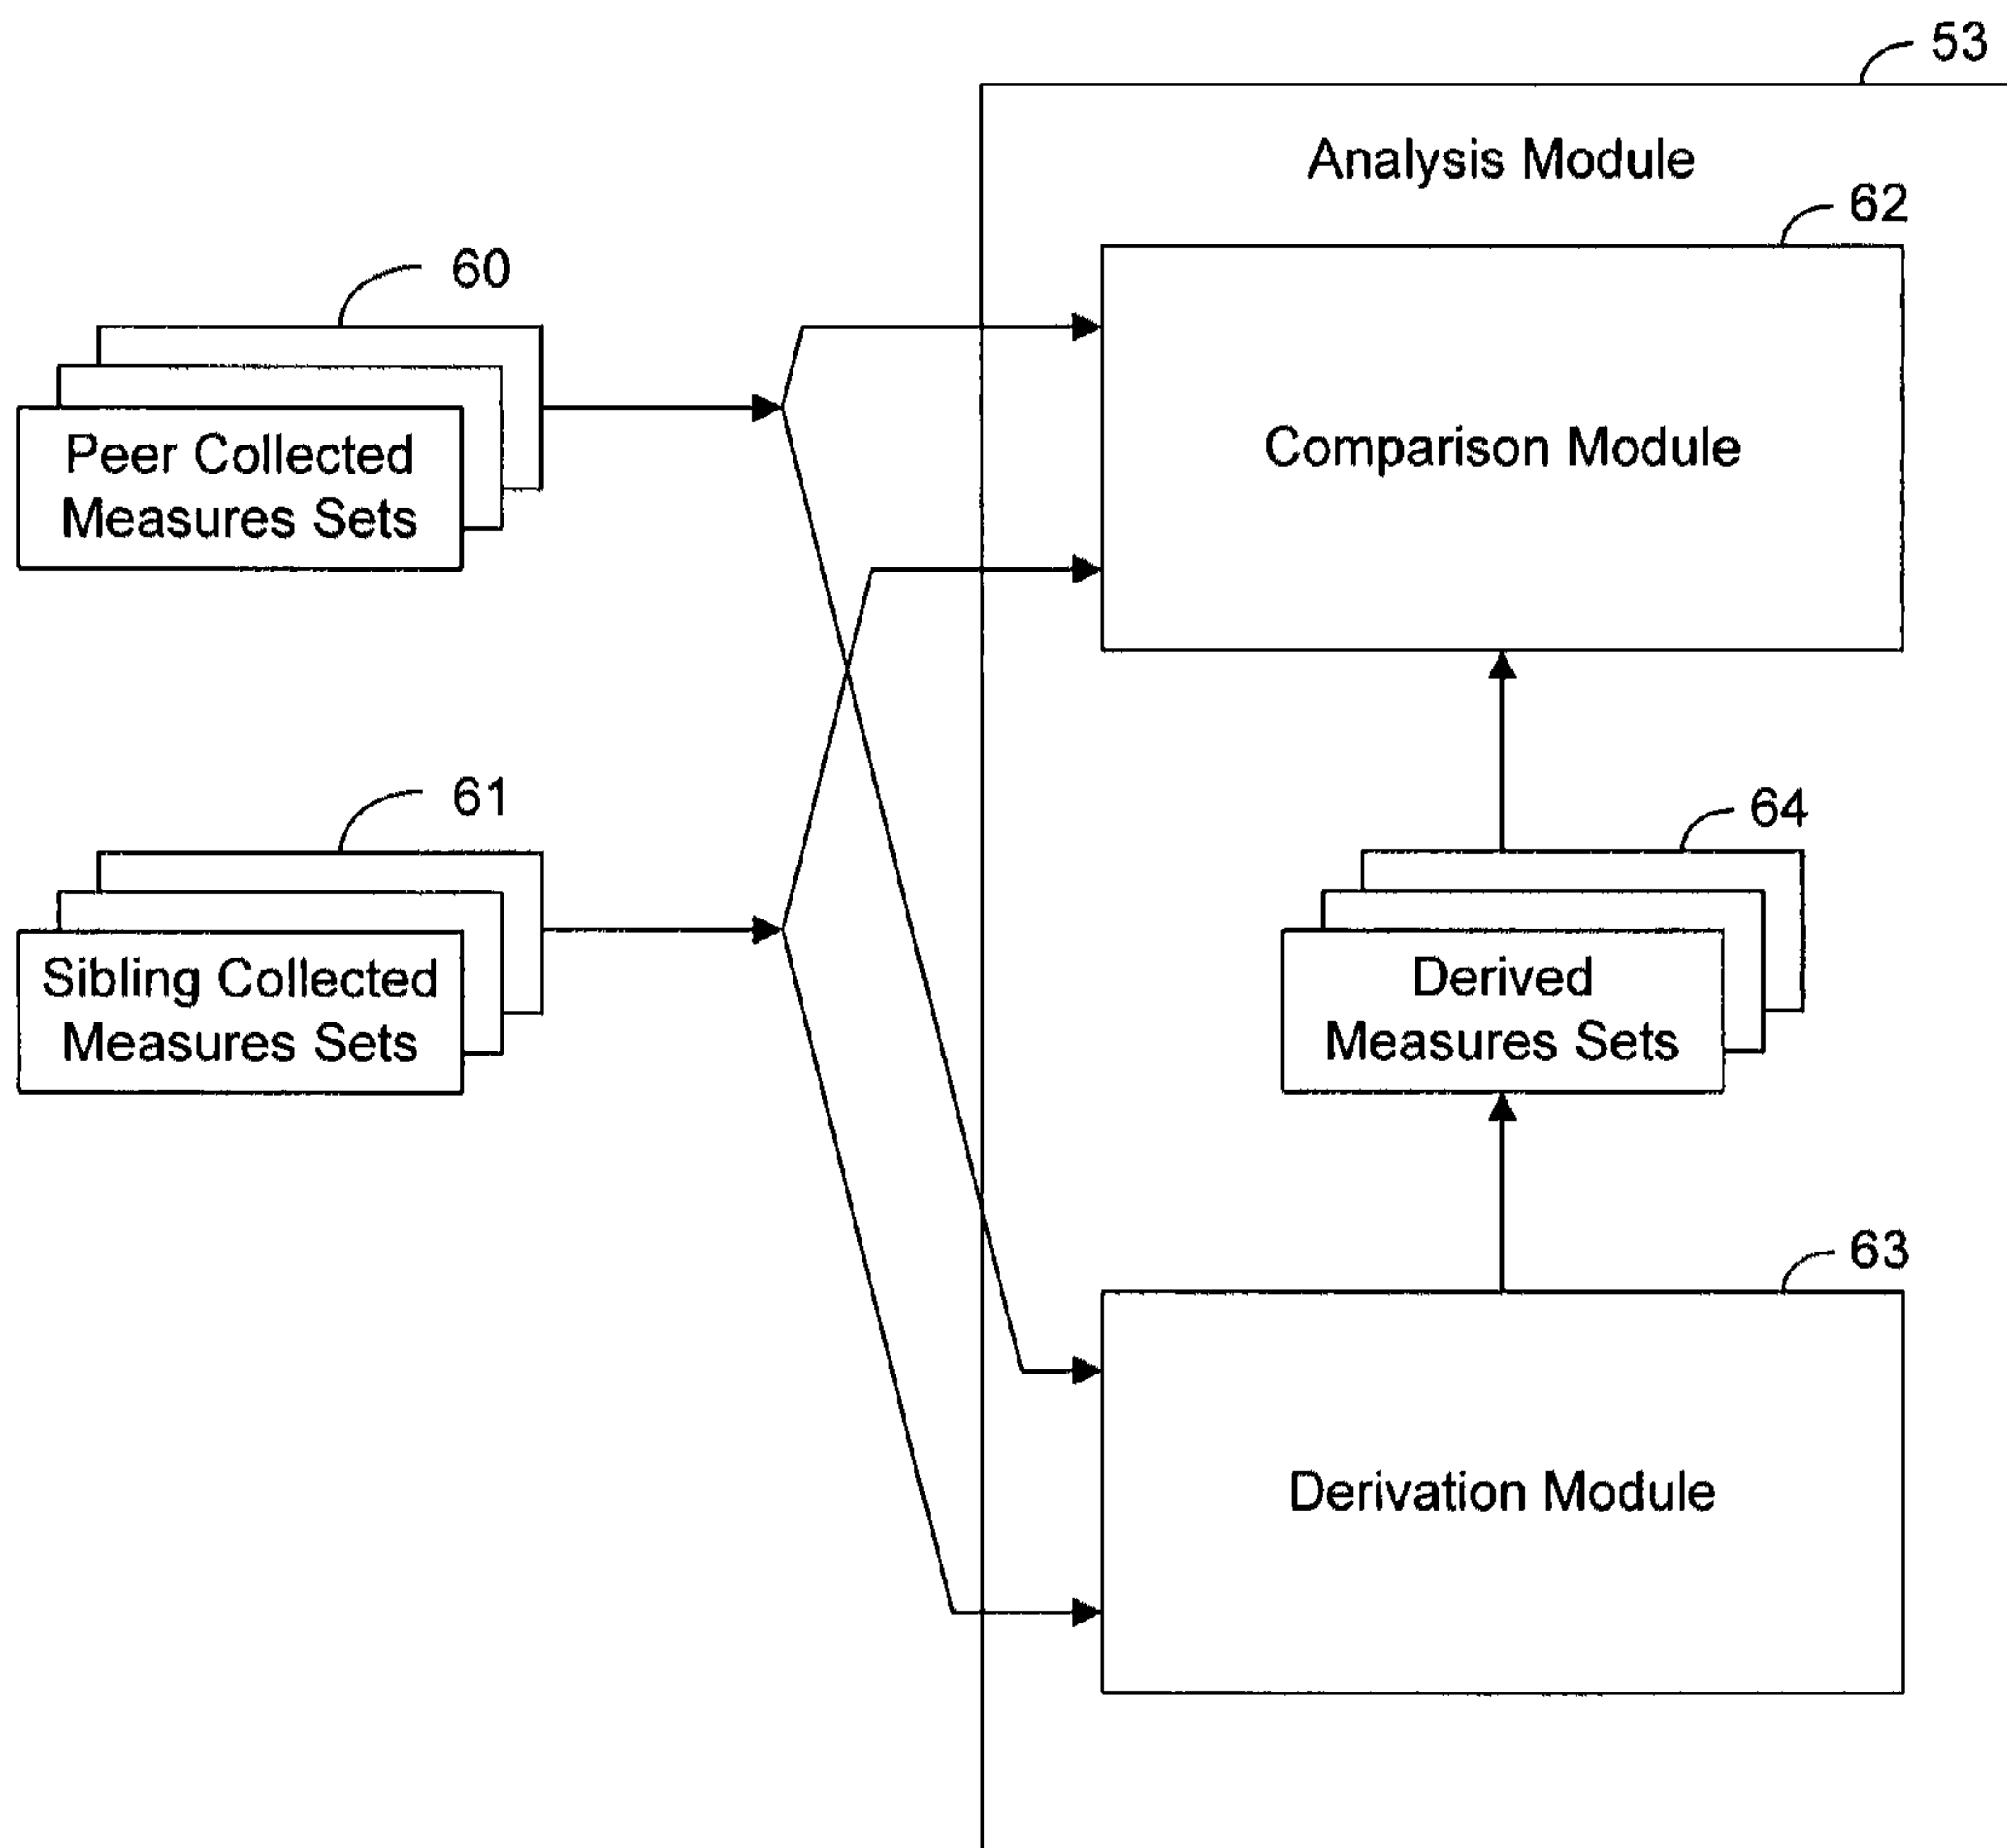 53
Analysis Module
62
60
Comparison Module
Peer Collected
Measures Sets
61
64
Sibling Collected
Measures Sets
Derived
Measures Sets
63
Derivation Module